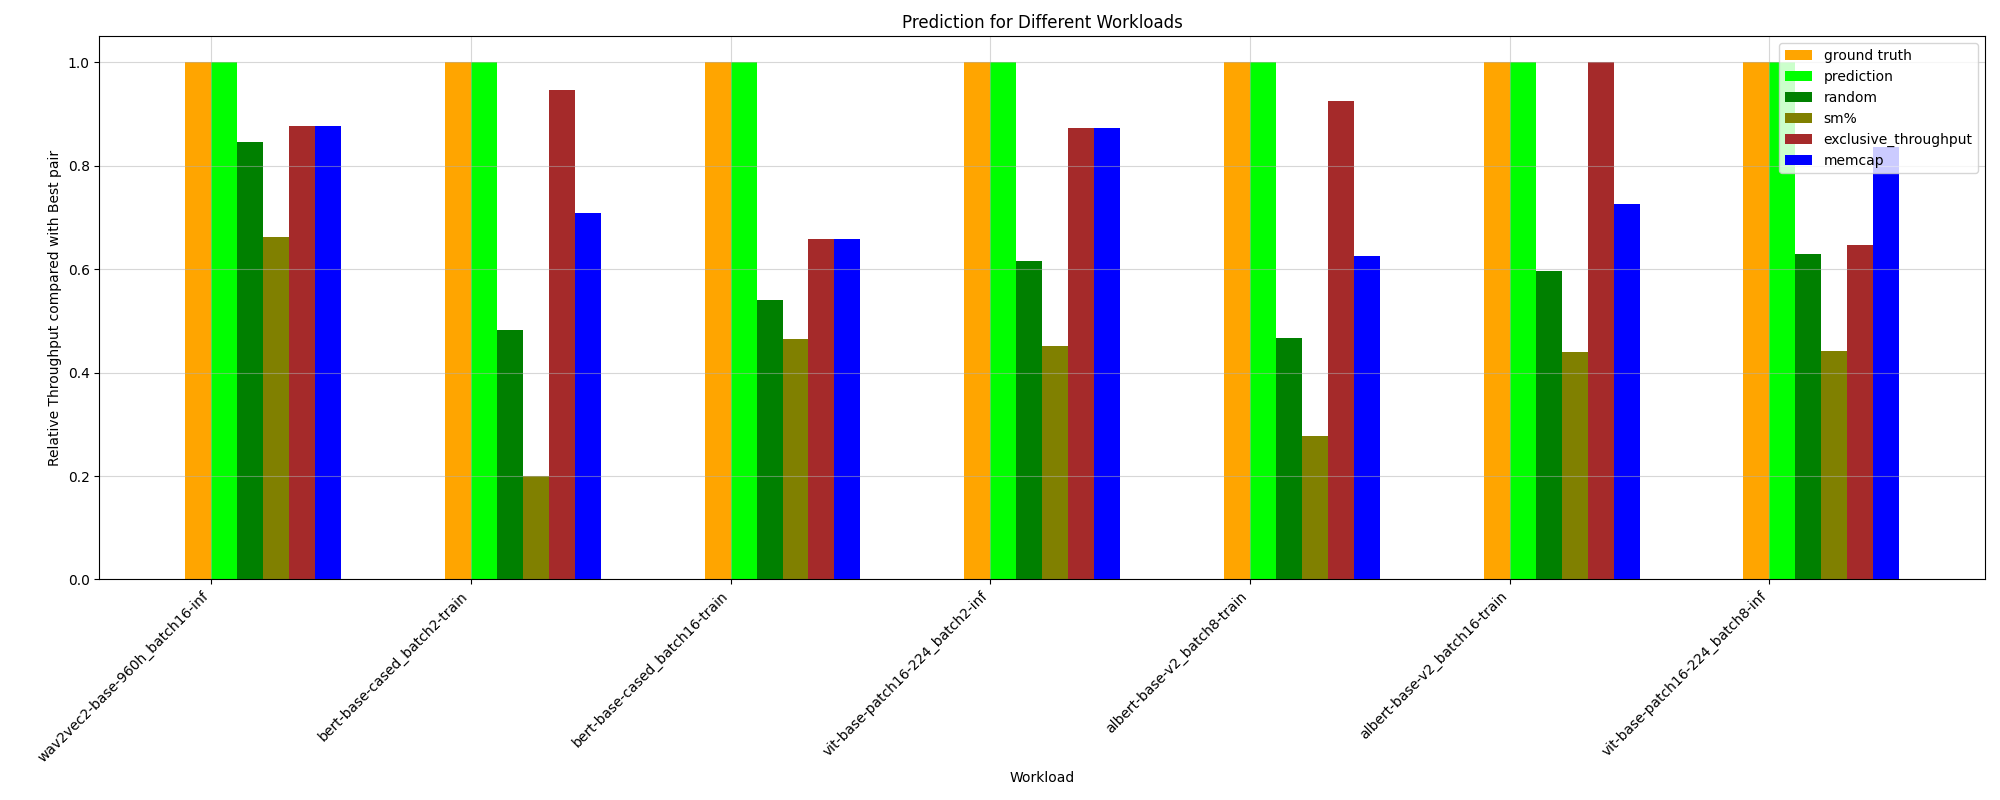 Prediction for Different Workloads
ground truth
prediction
random
sm%
exclusive_throughput
memcap
Relative Throughput compared with Best pair
1.0
0.8
0.6
0.4
0.2
0.0
wav2vec2-base-960h_batch16-inf
bert-base-cased_batch2-train
bert-base-cased_batch16-train
vit-base-patch16-224_batch2-inf
albert-base-v2_batch8-train
albert-base-v2_batch16-train
vit-base-patch16-224_batch8-inf
Workload